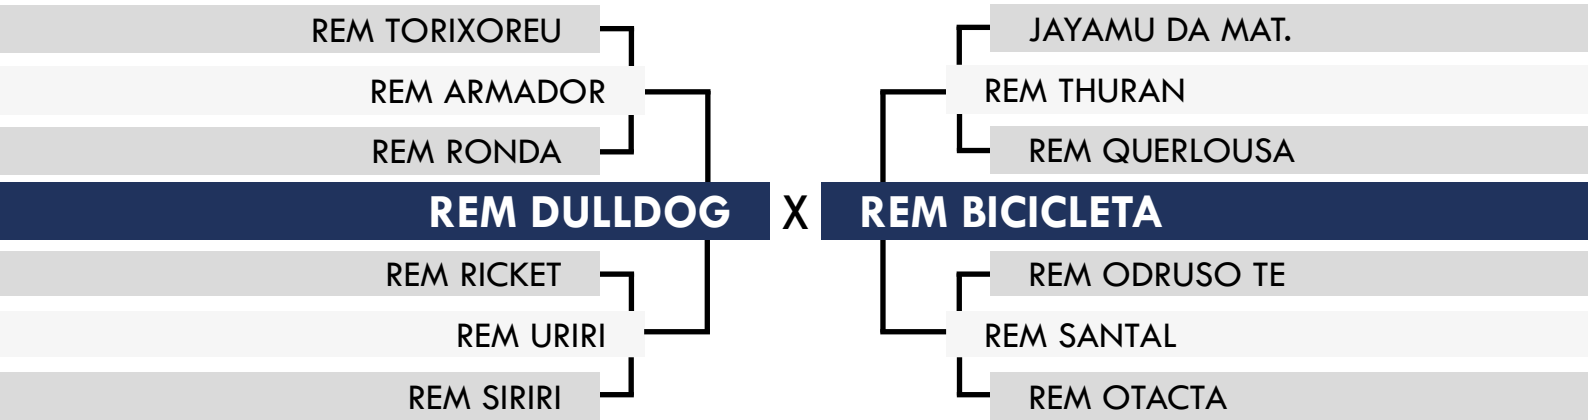 REM TORIXOREU
REM ARMADOR
REM RONDA
REM DULLDOG X REM BICICLETA
REM RICKET
REM URIRI
REM SIRIRI
JAYAMU DA MAT.
REM THURAN
REM QUERLOUSA
REM ODRUSO TE
REM SANTAL
REM OTACTA